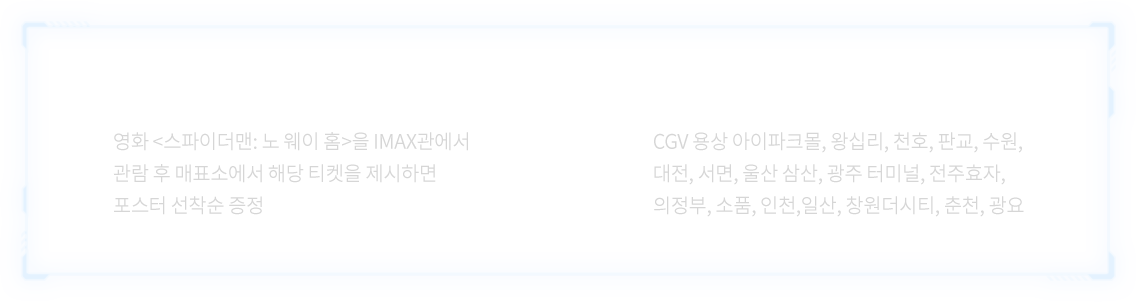 영화 <스파이더맨: 노 웨이 홈>을 IMAX관에서
관람 후 매표소에서 해당 티켓을 제시하면
포스터 선착순 증정
CGV 용상 아이파크몰, 왕십리, 천호, 판교, 수원,
대전, 서면, 울산 삼산, 광주 터미널, 전주효자,
의정부, 소품, 인천,일산, 창원더시티, 춘천, 광요